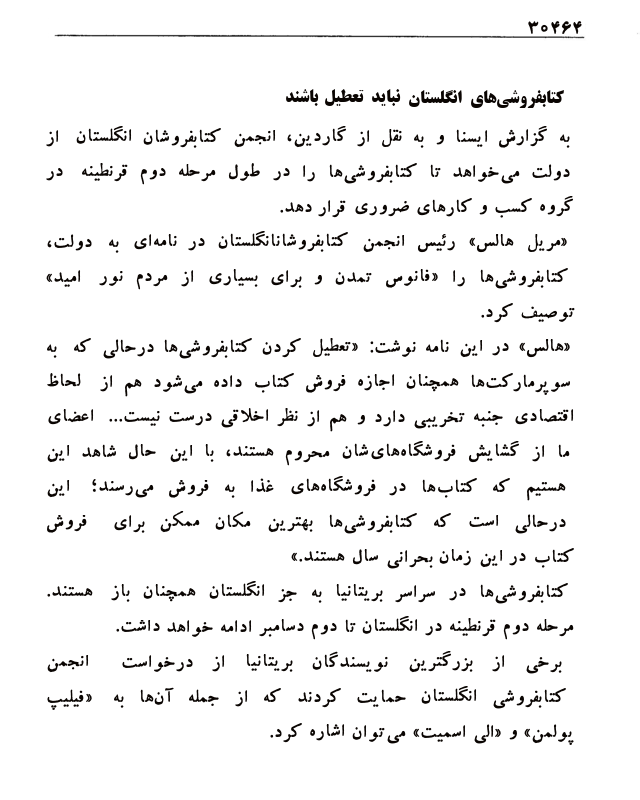 ۳۰۴۶۴
کتابفروشی‌های انگلستان نباید تعطیل باشند
به گزارش ایسنا و به نقل از گاردین، انجمن کتابفروشان انگلستان از
دولت می‌خواهد تا کتابفروشی‌ها را در طول مرحله دوم قرنطینه در
گروه کسب و کارهای ضروری قرار دهد.
«مریل هالس» رئیس انجمن کتابفروشانانگلستان در نامه‌ای به دولت،
کتابفروشی‌ها را «فانوس تمدن و برای بسیاری از مردم نور امید»
توصیف کرد.
«هالس» در این نامه نوشت: «تعطیل کردن کتابفروشی‌ها درحالی که به
سوپرمارکت‌ها همچنان اجازه فروش کتاب داده می‌شود هم از لحاظ
اقتصادی جنبه تخریبی دارد و هم از نظر اخلاقی درست نیست... اعضای
ما از گشایش فروشگاه‌های‌شان محروم هستند، با این حال شاهد این
هستیم که کتاب‌ها در فروشگاه‌های غذا به فروش می‌رسند؛ این
درحالی است که کتابفروشی‌ها بهترین مکان ممکن برای فروش
کتاب در این زمان بحرانی سال هستند.»
کتابفروشی‌ها در سراسر بریتانیا به جز انگلستان همچنان باز هستند.
مرحله دوم قرنطینه در انگلستان تا دوم دسامبر ادامه خواهد داشت.
برخی از بزرگترین نویسندگان بریتانیا از درخواست انجمن
کتابفروشی انگلستان حمایت کردند که از جمله آن‌ها به «فیلیپ
پولمن» و «الی اسمیت» می‌توان اشاره کرد.